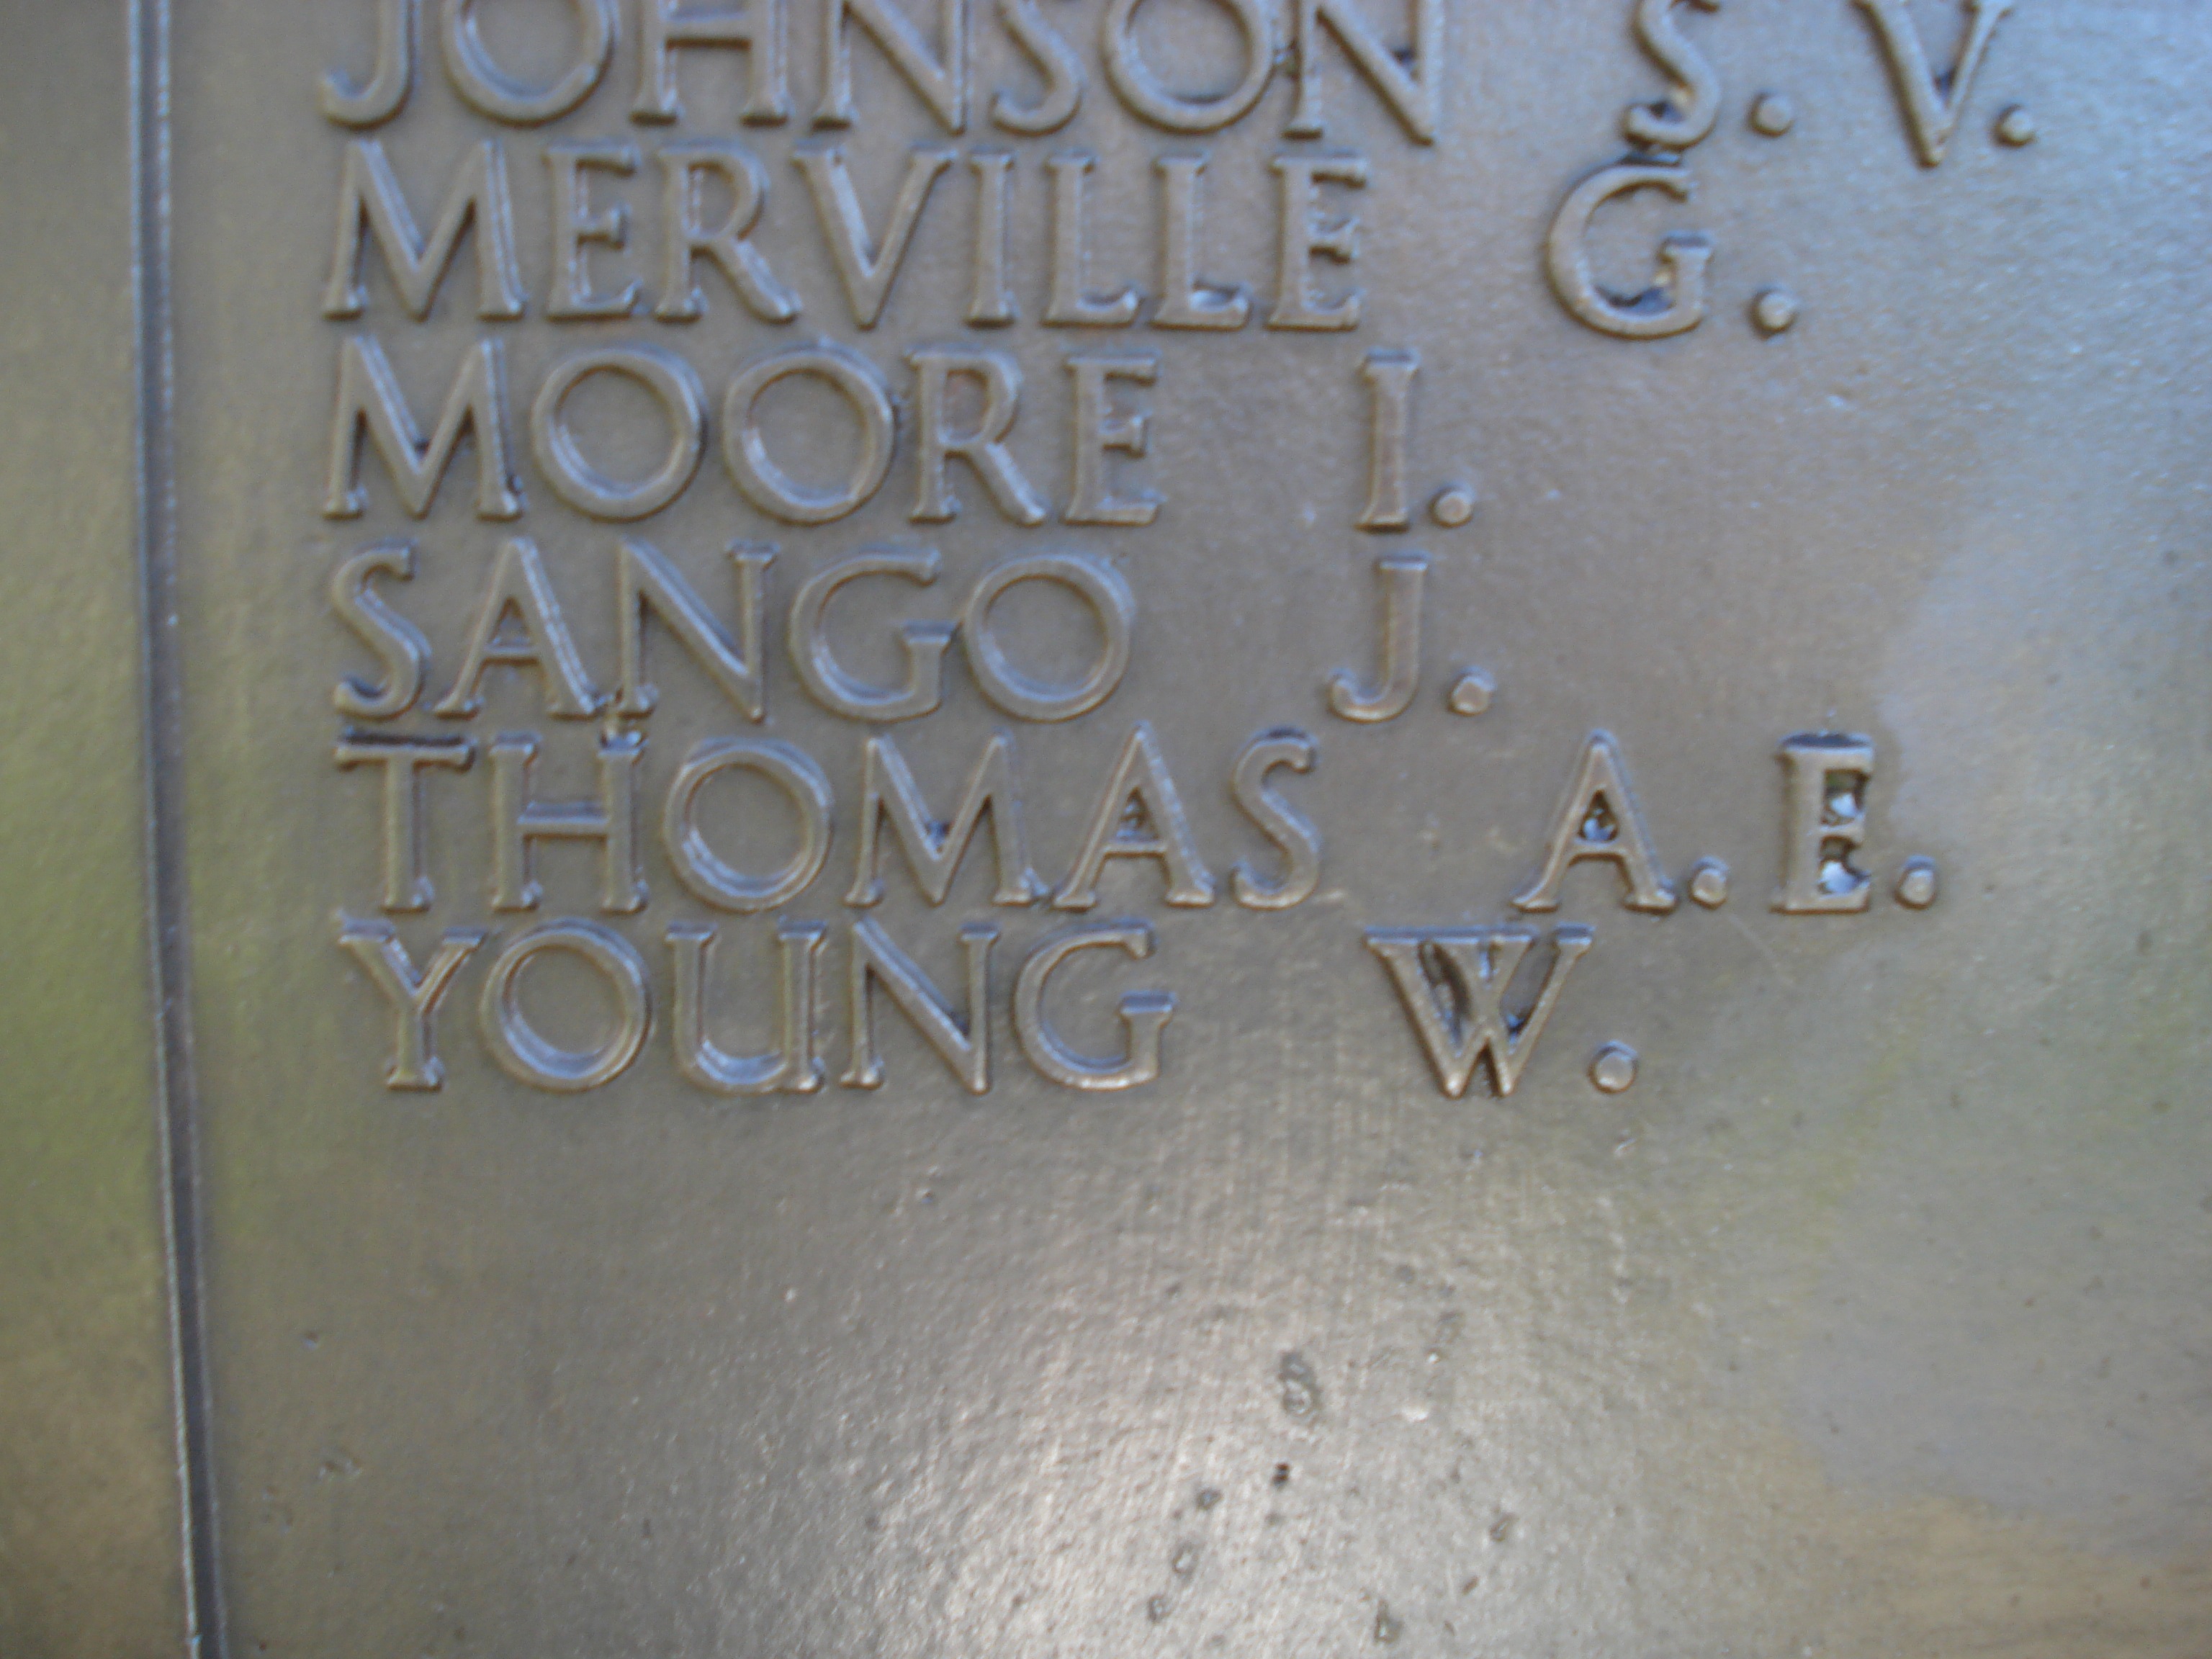 JOHNSON S. V.
MERVILLE G.
MOORE I.
SANGO J.
THOMAS A. E.
YOUNG W.